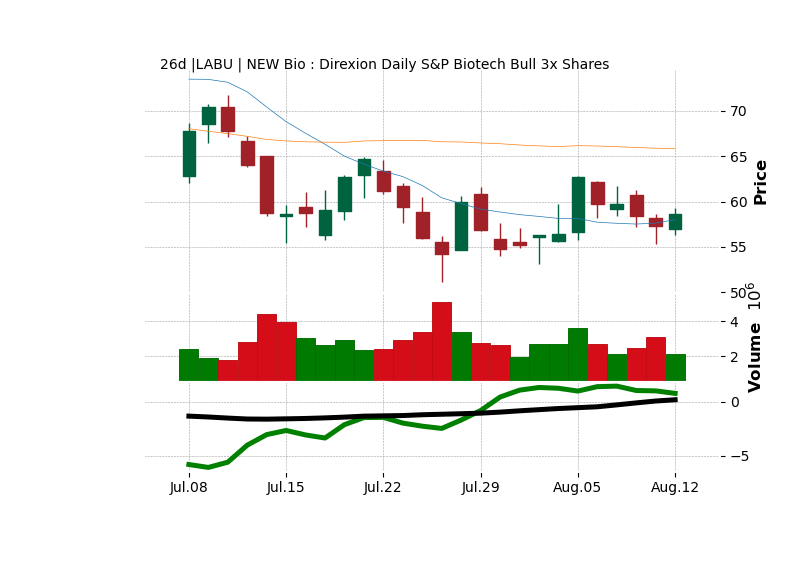 26d |LABU | NEW Bio : Direxion Daily S&P Biotech Bull 3x Shares
70
65
60
55
50
Price
10^6
4
2
Volume
0
−5
Jul.08 Jul.15 Jul.22 Jul.29 Aug.05 Aug.12